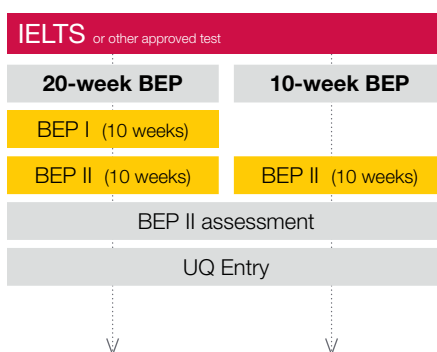 IELTS or other approved test
20-week BEP 10-week BEP
BEP I (10 weeks)
BEP II (10 weeks) BEP II (10 weeks)
BEP II assessment
UQ Entry